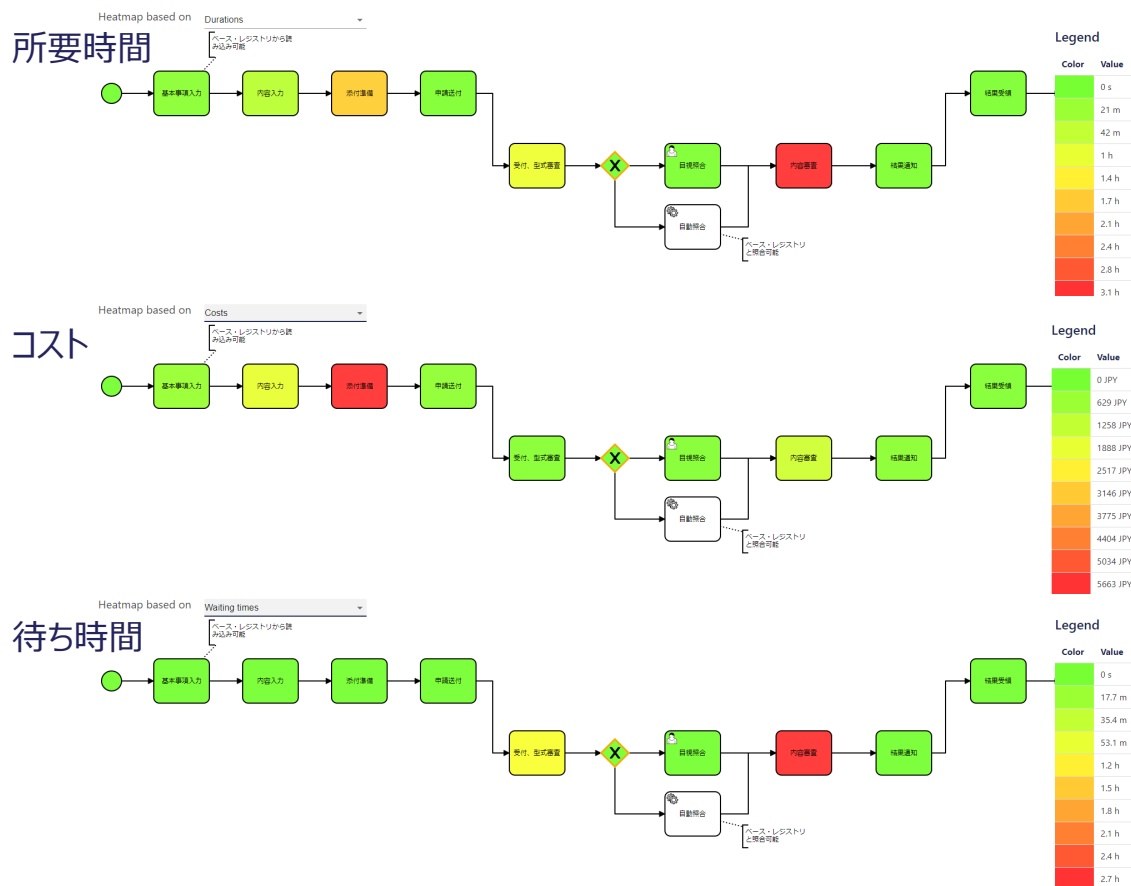 Heatmap based on Durations
所要時間
ベース・レジストリから読
み込み可能
基本事項入力
内容入力
添付準備
申請送付
受付、型式審査
X
目視照合
自動照合
ベース・レジストリ
と照合可能
内容審査
結果通知
結果受領
Legend
Color Value
0 s
21 m
42 m
1 h
1.4 h
1.7 h
2.1 h
2.4 h
2.8 h
3.1 h
Heatmap based on Costs
コスト
ベース・レジストリから読
み込み可能
基本事項入力
内容入力
添付準備
申請送付
受付、型式審査
X
目視照合
自動照合
ベース・レジストリ
と照合可能
内容審査
結果通知
結果受領
Legend
Color Value
0 JPY
629 JPY
1258 JPY
1888 JPY
2517 JPY
3146 JPY
3775 JPY
4404 JPY
5034 JPY
5663 JPY
Heatmap based on Waiting times
待ち時間
ベース・レジストリから読
み込み可能
基本事項入力
内容入力
添付準備
申請送付
受付、型式審査
X
目視照合
自動照合
ベース・レジストリ
と照合可能
内容審査
結果通知
結果受領
Legend
Color Value
0 s
17.7 m
35.4 m
53.1 m
1.2 h
1.5 h
1.8 h
2.1 h
2.4 h
2.7 h